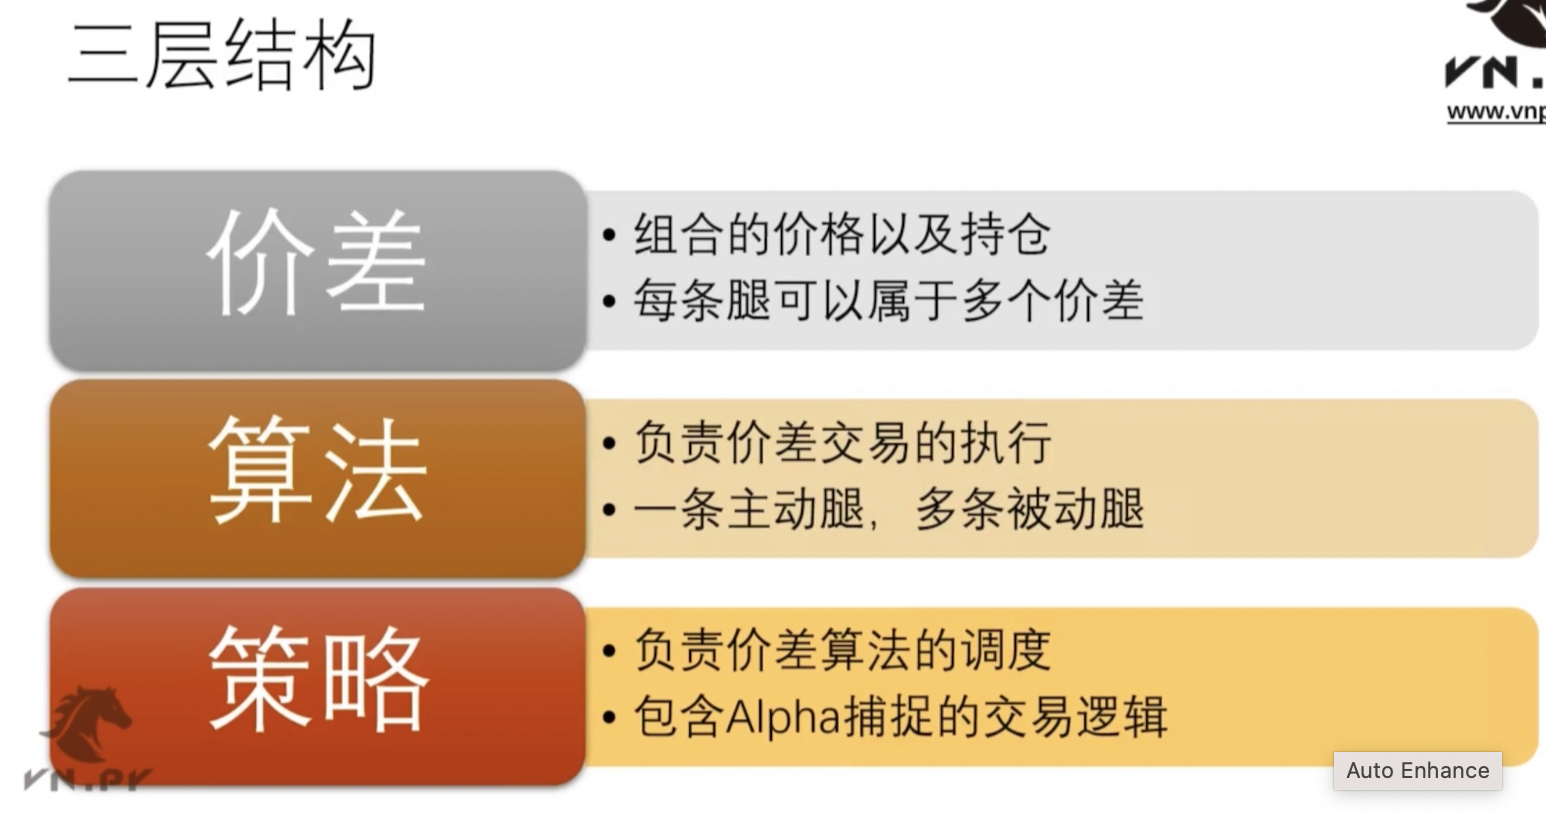 三层结构
VN.
www.vnp
价差
• 组合的价格以及持仓
• 每条腿可以属于多个价差
算法
• 负责价差交易的执行
• 一条主动腿，多条被动腿
策略
• 负责价差算法的调度
• 包含Alpha捕捉的交易逻辑
VN.PY
Auto Enhance